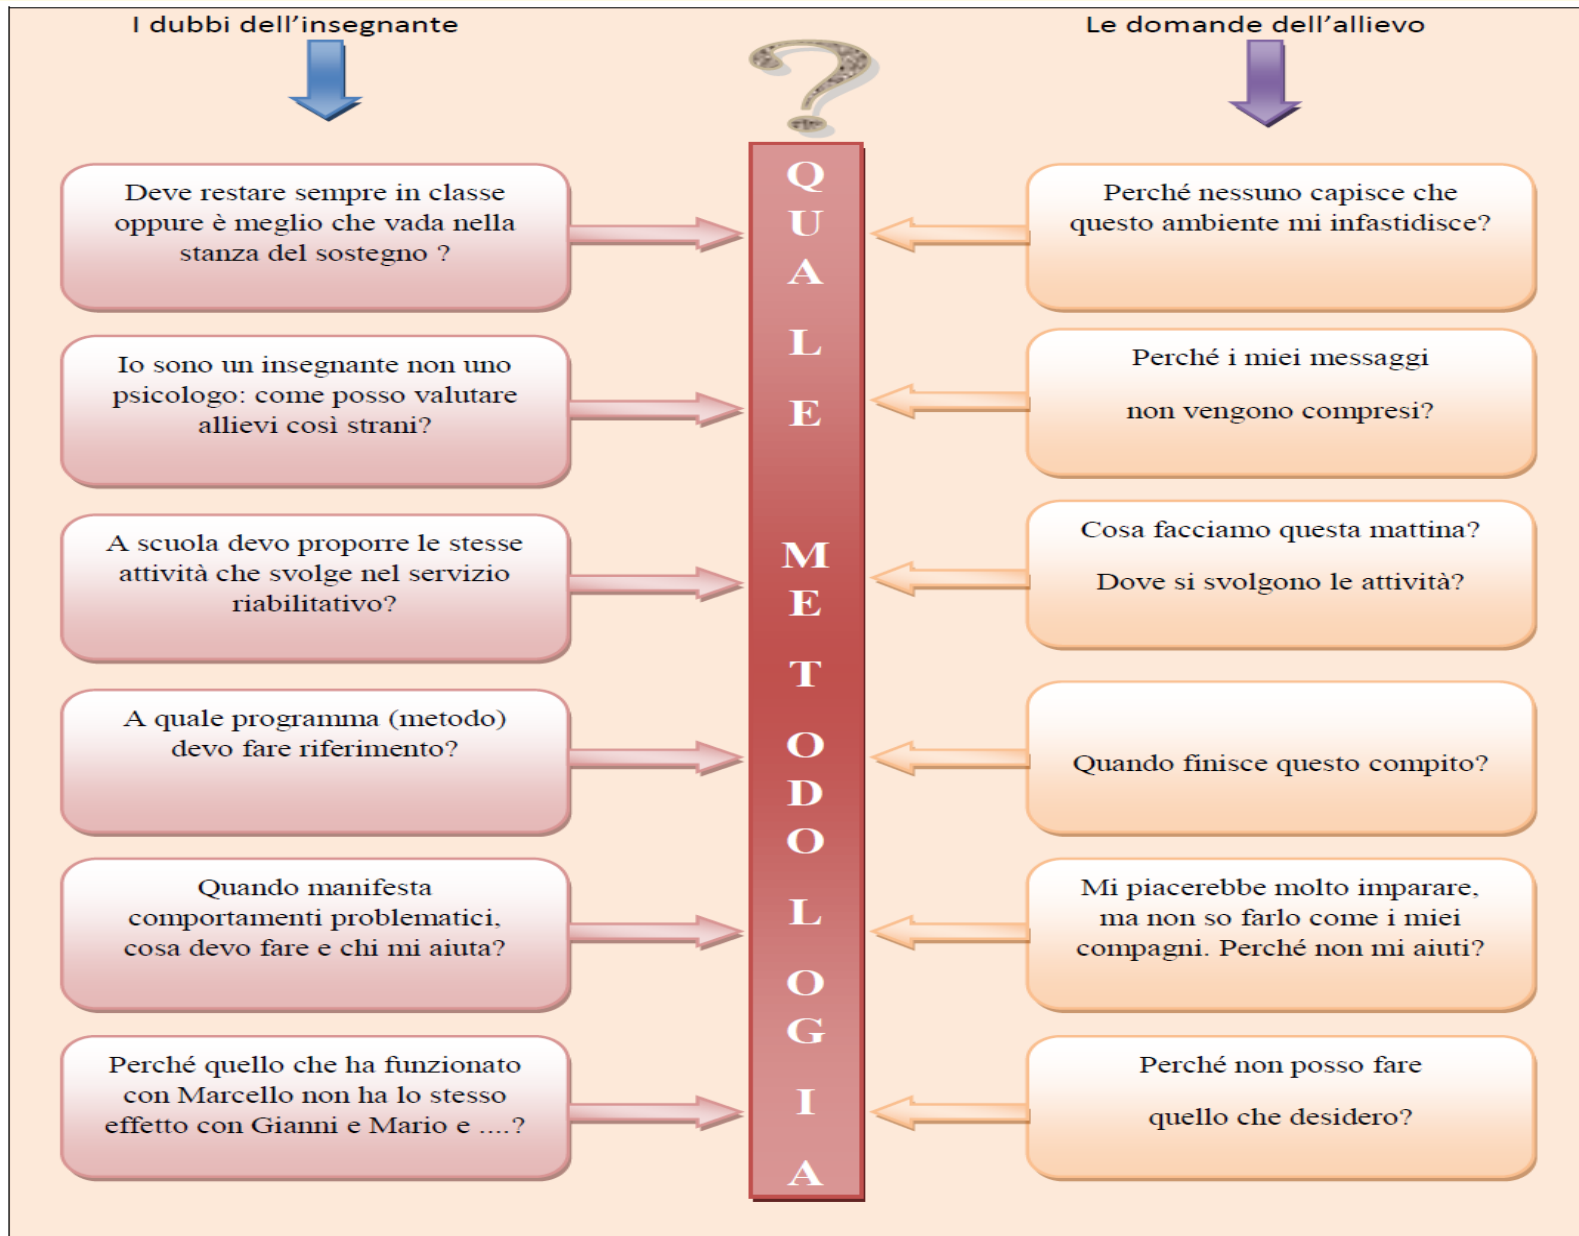 I dubbi dell'insegnante
Deve restare sempre in classe
oppure è meglio che vada nella
stanza del sostegno ?
Io sono un insegnante non uno
psicologo: come posso valutare
allievi così strani?
A scuola devo proporre le stesse
attività che svolge nel servizio
riabilitativo?
A quale programma (metodo)
devo fare riferimento?
Quando manifesta
comportamenti problematici,
cosa devo fare e chi mi aiuta?
Perché quello che ha funzionato
con Marcello non ha lo stesso
effetto con Gianni e Mario e ....?
?
QUALE METODOLOGIA
Le domande dell'allievo
Perché nessuno capisce che
questo ambiente mi infastidisce?
Perché i miei messaggi
non vengono compresi?
Cosa facciamo questa mattina?
Dove si svolgono le attività?
Quando finisce questo compito?
Mi piacerebbe molto imparare,
ma non so farlo come i miei
compagni. Perché non mi aiuti?
Perché non posso fare
quello che desidero?